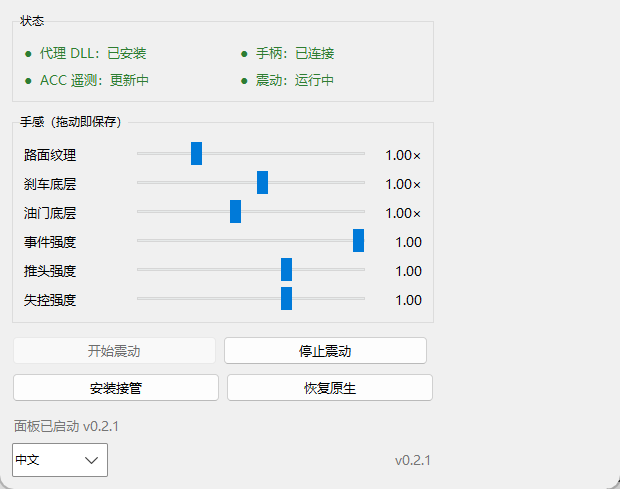 状态
● 代理 DLL：已安装 ● 手柄：已连接
● ACC 遥测：更新中 ● 震动：运行中
手感（拖动即保存）
路面纹理 1.00×
刹车底层 1.00×
油门底层 1.00×
事件强度 1.00
推头强度 1.00
失控强度 1.00
开始震动 停止震动
安装接管 恢复原生
面板已启动 v0.2.1
中文 v0.2.1